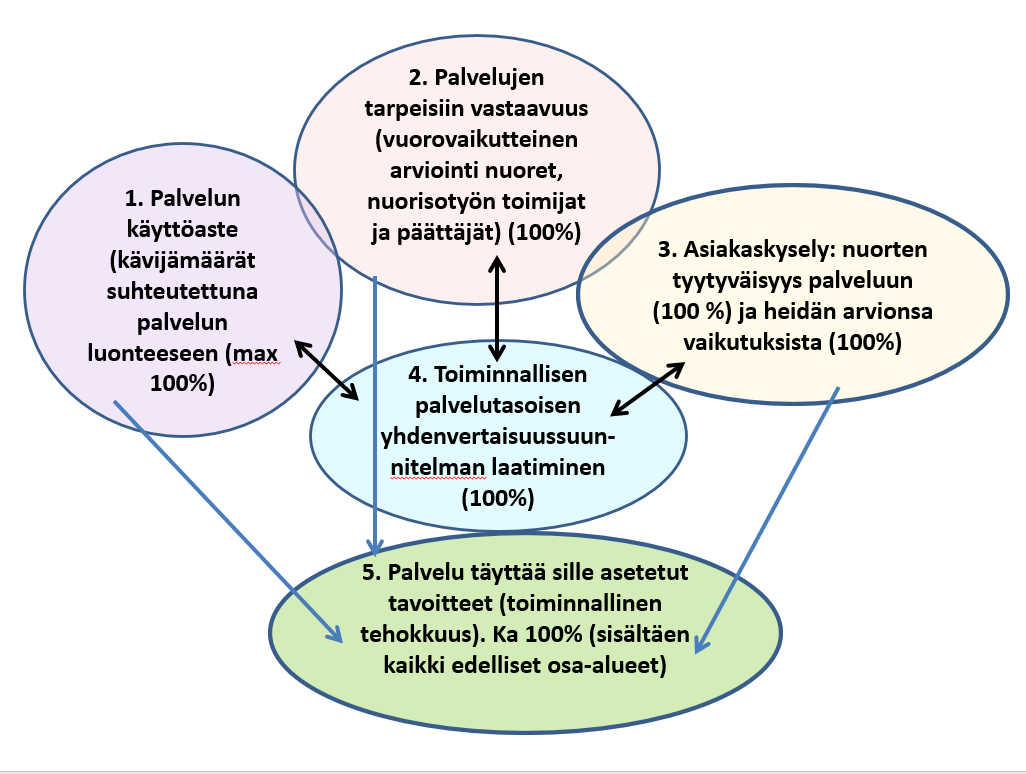 1. Palvelun
käyttöaste
(kävijämäärät
suhteutettuna
palvelun
luonteeseen (max
100%)
2. Palvelujen
tarpeisiin vastaavuus
(vuorovaikutteinen
arviointi nuoret,
nuorisotyön toimijat
ja päättäjät) (100%)
3. Asiakaskysely: nuorten
tyytyväisyys palveluun
(100 %) ja heidän arvionsa
vaikutuksista (100%)
4. Toiminnallisen
palvelutasoisen
yhdenvertaisuussuun-
nitelman laatiminen
(100%)
5. Palvelu täyttää sille asetetut
tavoitteet (toiminnallinen
tehokkuus). Ka 100% (sisältäen
kaikki edelliset osa-alueet)